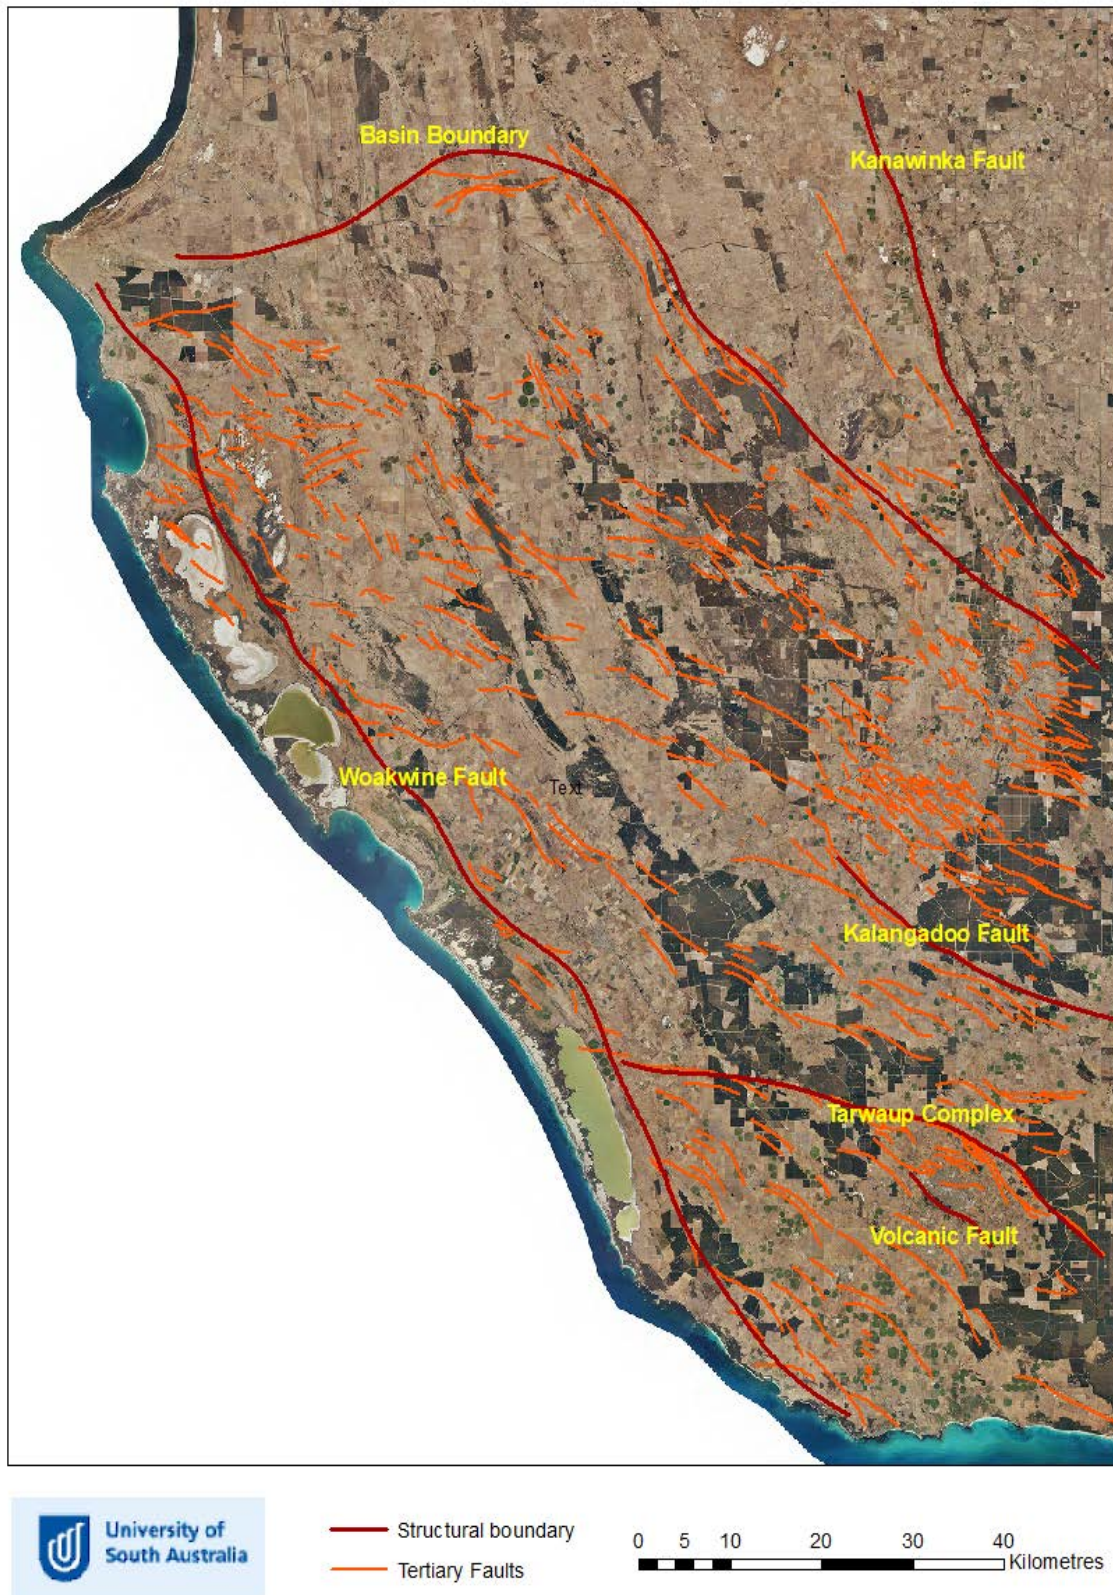 Basin Boundary
Kanawinka Fault
Woakwine Fault
Text
Kalangadoo Fault
Tarwaup Complex
Volcanic Fault
University of
South Australia
Structural boundary
Tertiary Faults
0 5 10 20 30 40
Kilometres